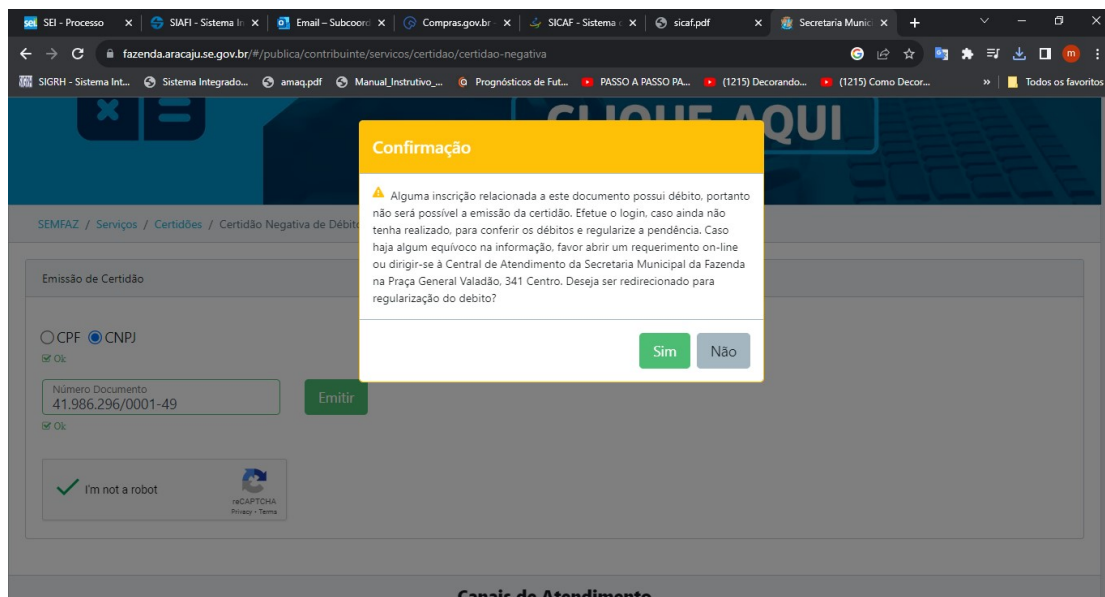 SEI - Processo
SIAFI - Sistema In
Email – Subcoord
Compras.gov.br -
SICAF - Sistema
sicaf.pdf
Secretaria Munici
fazenda.aracaju.se.gov.br/#/publica/contribuinte/servicos/certidao/certidao-negativa
SIGRH - Sistema Int...
Sistema Integrado...
amaq.pdf
Manual_Instrutivo_...
Prognósticos de Fut...
PASSO A PASSO PA...
(1215) Decorando...
(1215) Como Decor...
»
Todos os favoritos
CLIQUE AQUI
Confirmação
Alguma inscrição relacionada a este documento possui débito, portanto
não será possível a emissão da certidão. Efetue o login, caso ainda não
tenha realizado, para conferir os débitos e regularize a pendência. Caso
haja algum equívoco na informação, favor abrir um requerimento on-line
ou dirigir-se à Central de Atendimento da Secretaria Municipal da Fazenda
na Praça General Valadão, 341 Centro. Deseja ser redirecionado para
regularização do debito?
Sim
Não
SEMFAZ / Serviços / Certidões / Certidão Negativa de Débito
Emissão de Certidão
CPF
CNPJ
Ok
Número Documento
41.986.296/0001-49
Emitir
Ok
I'm not a robot
reCAPTCHA
Privacy - Terms
Canais de Atendimento